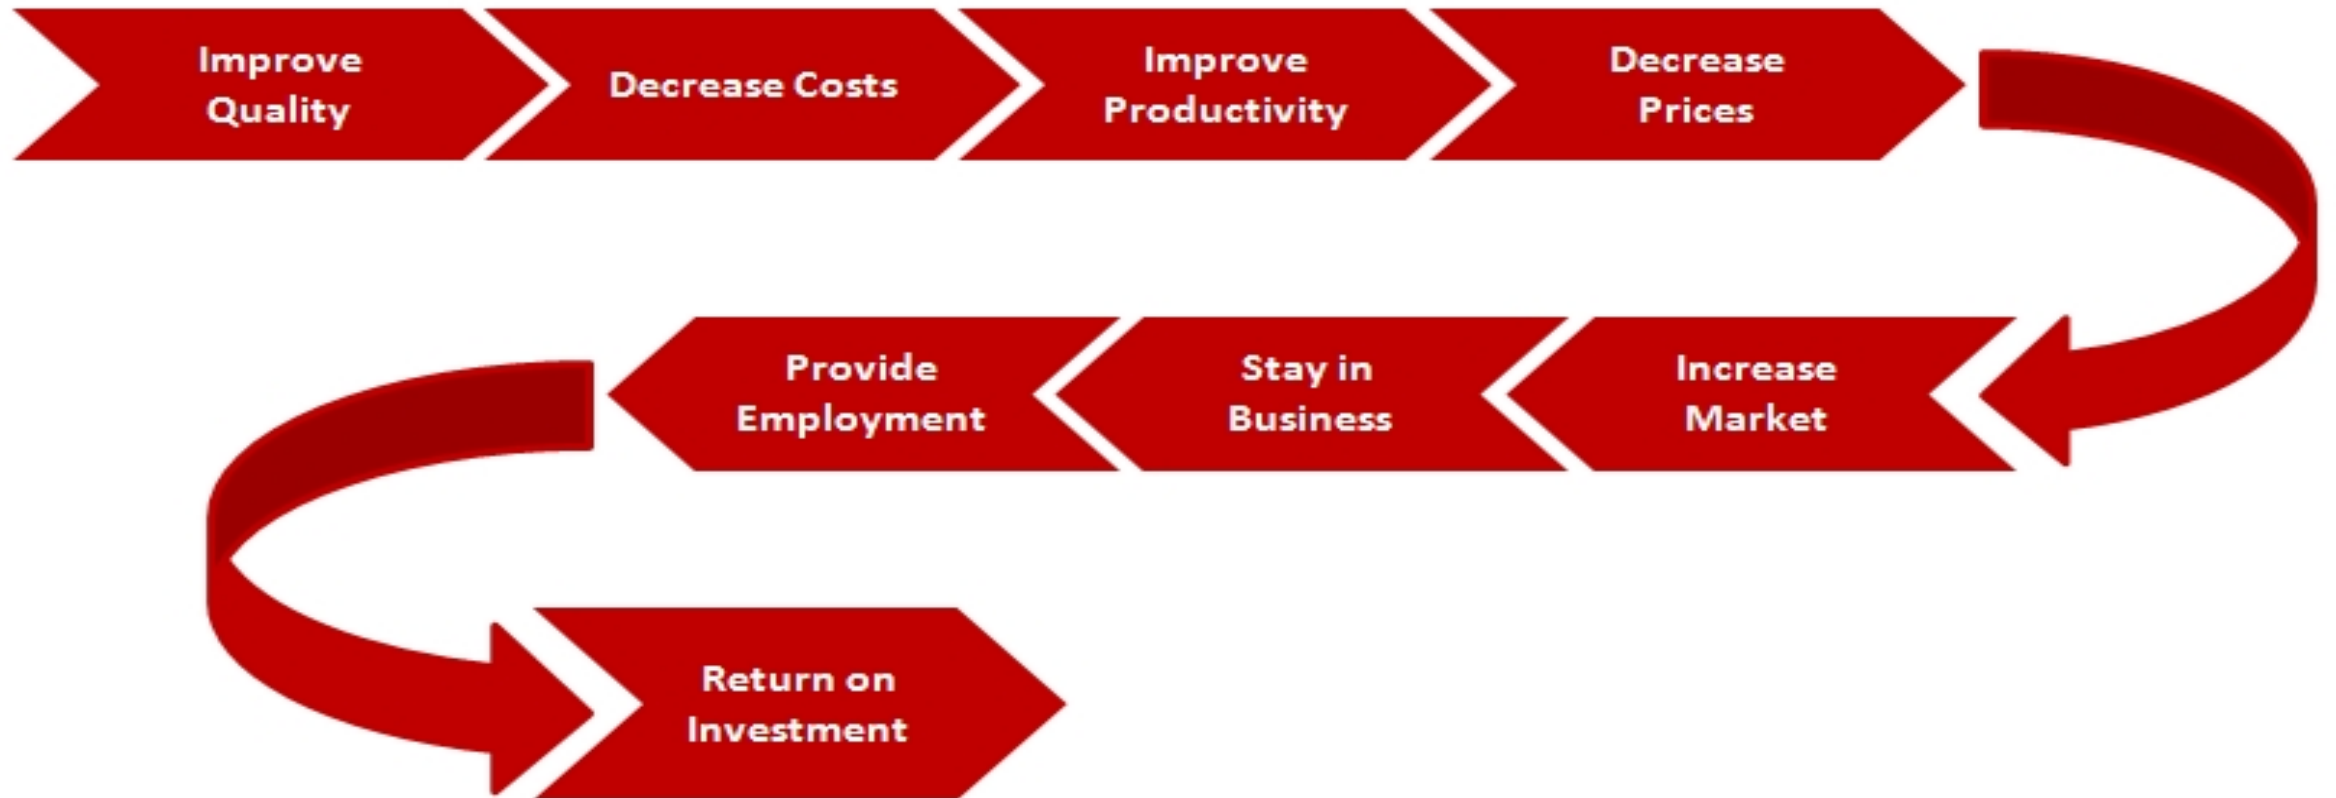 Improve
Quality
Decrease Costs
Improve
Productivity
Decrease
Prices
Increase
Market
Stay in
Business
Provide
Employment
Return on
Investment